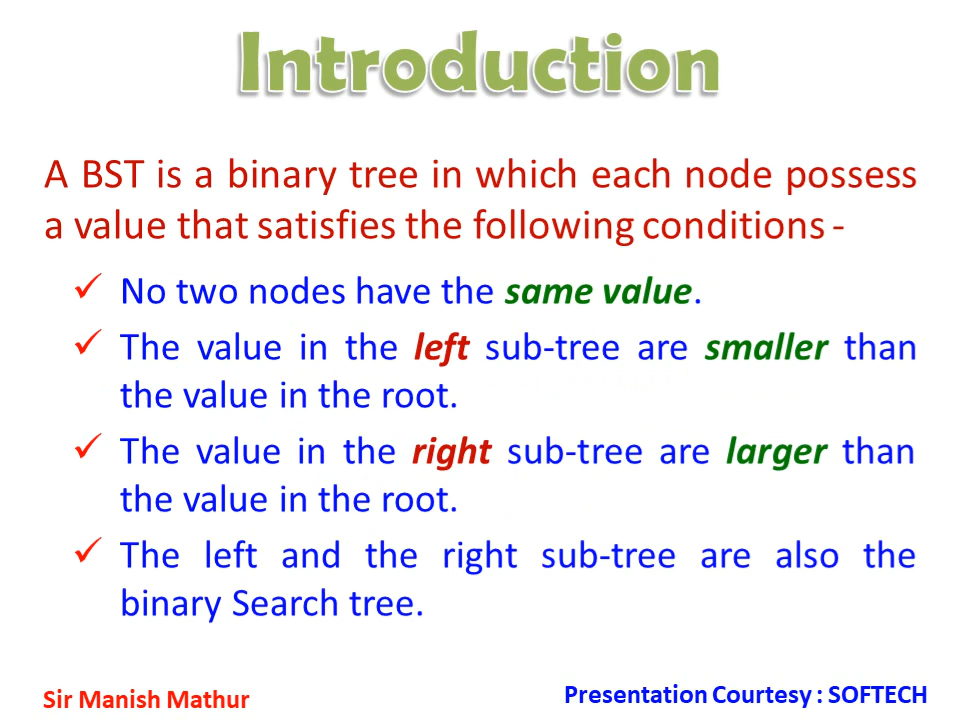 Introduction
A BST is a binary tree in which each node possess
a value that satisfies the following conditions -
✓ No two nodes have the same value.
✓ The value in the left sub-tree are smaller than
the value in the root.
✓ The value in the right sub-tree are larger than
the value in the root.
✓ The left and the right sub-tree are also the
binary Search tree.
Sir Manish Mathur
Presentation Courtesy : SOFTECH